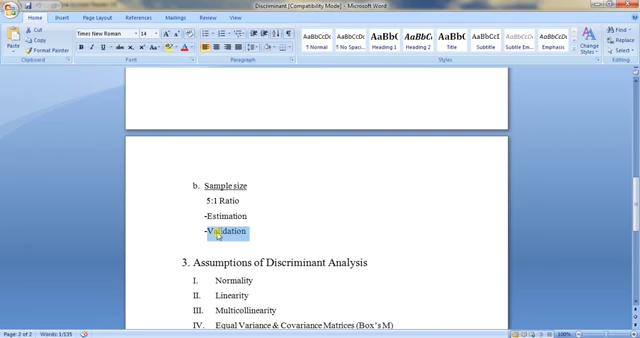 Discriminant [Compatibility Mode] - Microsoft Word
Home Insert Page Layout References Mailings Review View
Paste
Cut
Copy
Format Painter
Clipboard
Times New Roman 14
Font
Paragraph
AaBbCcDc AaBbCcDc AaBbC AaBbCc AaBbC
¶ Normal ¶ No Spaci... Heading 1 Heading 2 Title Subtitle Subtle Em... Emphasis
Change Styles
Styles
Find
Replace
Select
Editing
b. Sample size
5:1 Ratio
-Estimation
-Validation
3. Assumptions of Discriminant Analysis
I. Normality
II. Linearity
III. Multicollinearity
IV. Equal Variance & Covariance Matrices (Box's M)
Page: 2 of 2 Words: 1/135 100%